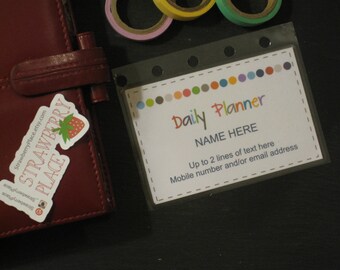 Daily Planner
NAME HERE
Up to 2 lines of text here
Mobile number and/or email address
STRAWBERRY
PLACE